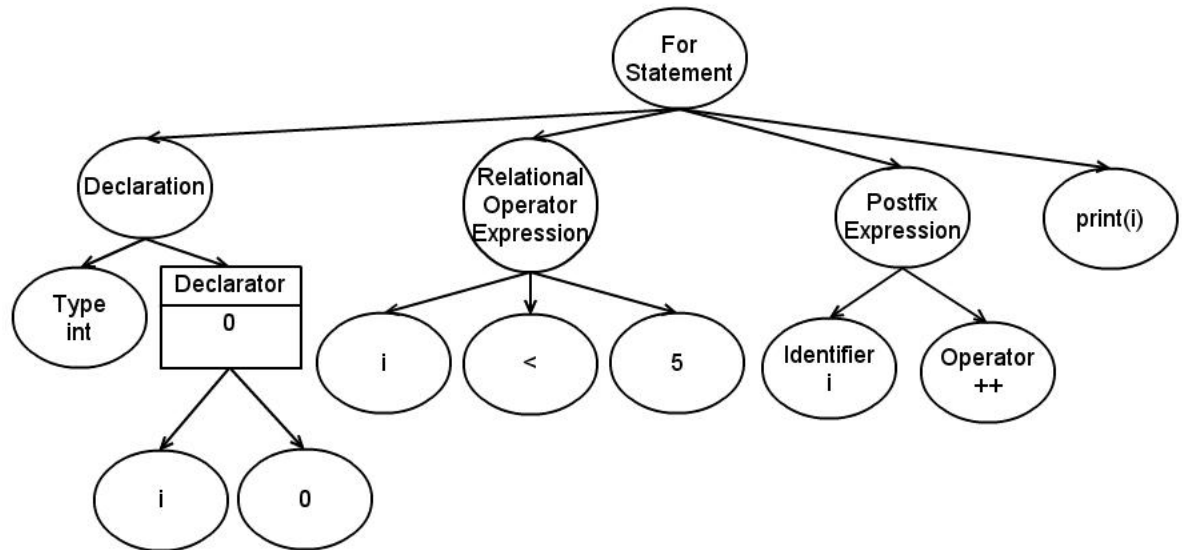 For
Statement
Declaration
Relational
Operator
Expression
Postfix
Expression
print(i)
Type
int
Declarator
0
i
<
5
Identifier
i
Operator
++
i
0